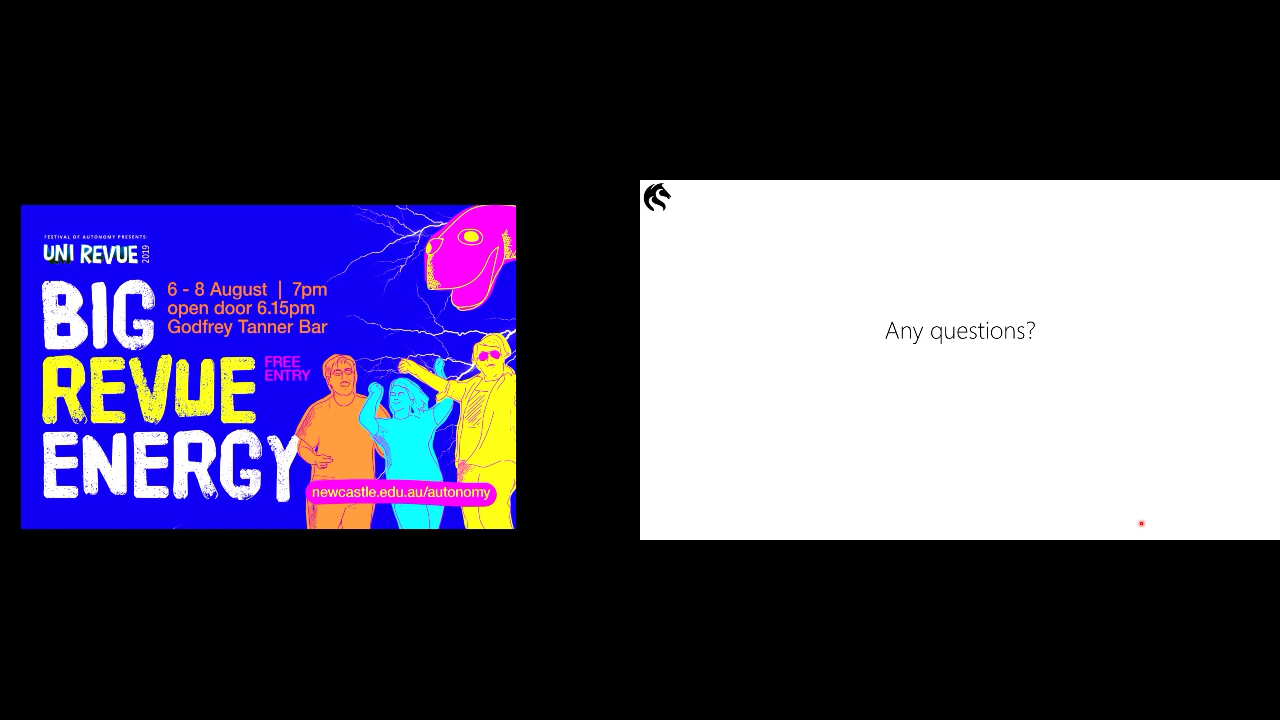 FESTIVAL OF AUTONOMY PRESENTS:
UNI REVUE 2019
BIG
6 - 8 August | 7pm
open door 6.15pm
Godfrey Tanner Bar
REVUE
FREE
ENTRY
ENERGY
newcastle.edu.au/autonomy
Any questions?